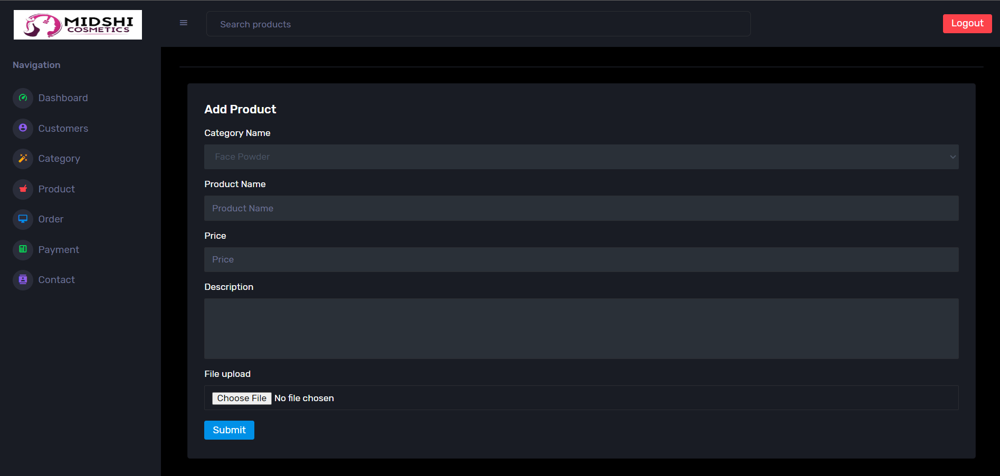 MIDSHI
COSMETICS
Search products
Logout
Navigation
Dashboard
Customers
Category
Product
Order
Payment
Contact
Add Product
Category Name
Face Powder
Product Name
Product Name
Price
Price
Description
File upload
Choose File No file chosen
Submit